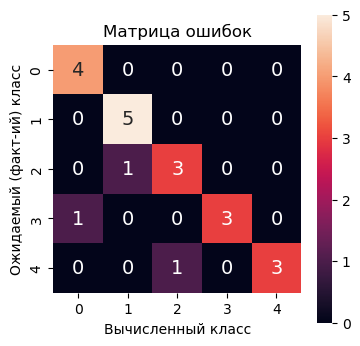 Матрица ошибок
Ожидаемый (факт-ий) класс
0 4 0 0 0 0
1 0 5 0 0 0
2 0 1 3 0 0
3 1 0 0 3 0
4 0 0 1 0 3
0 1 2 3 4
Вычисленный класс
5
4
3
2
1
0